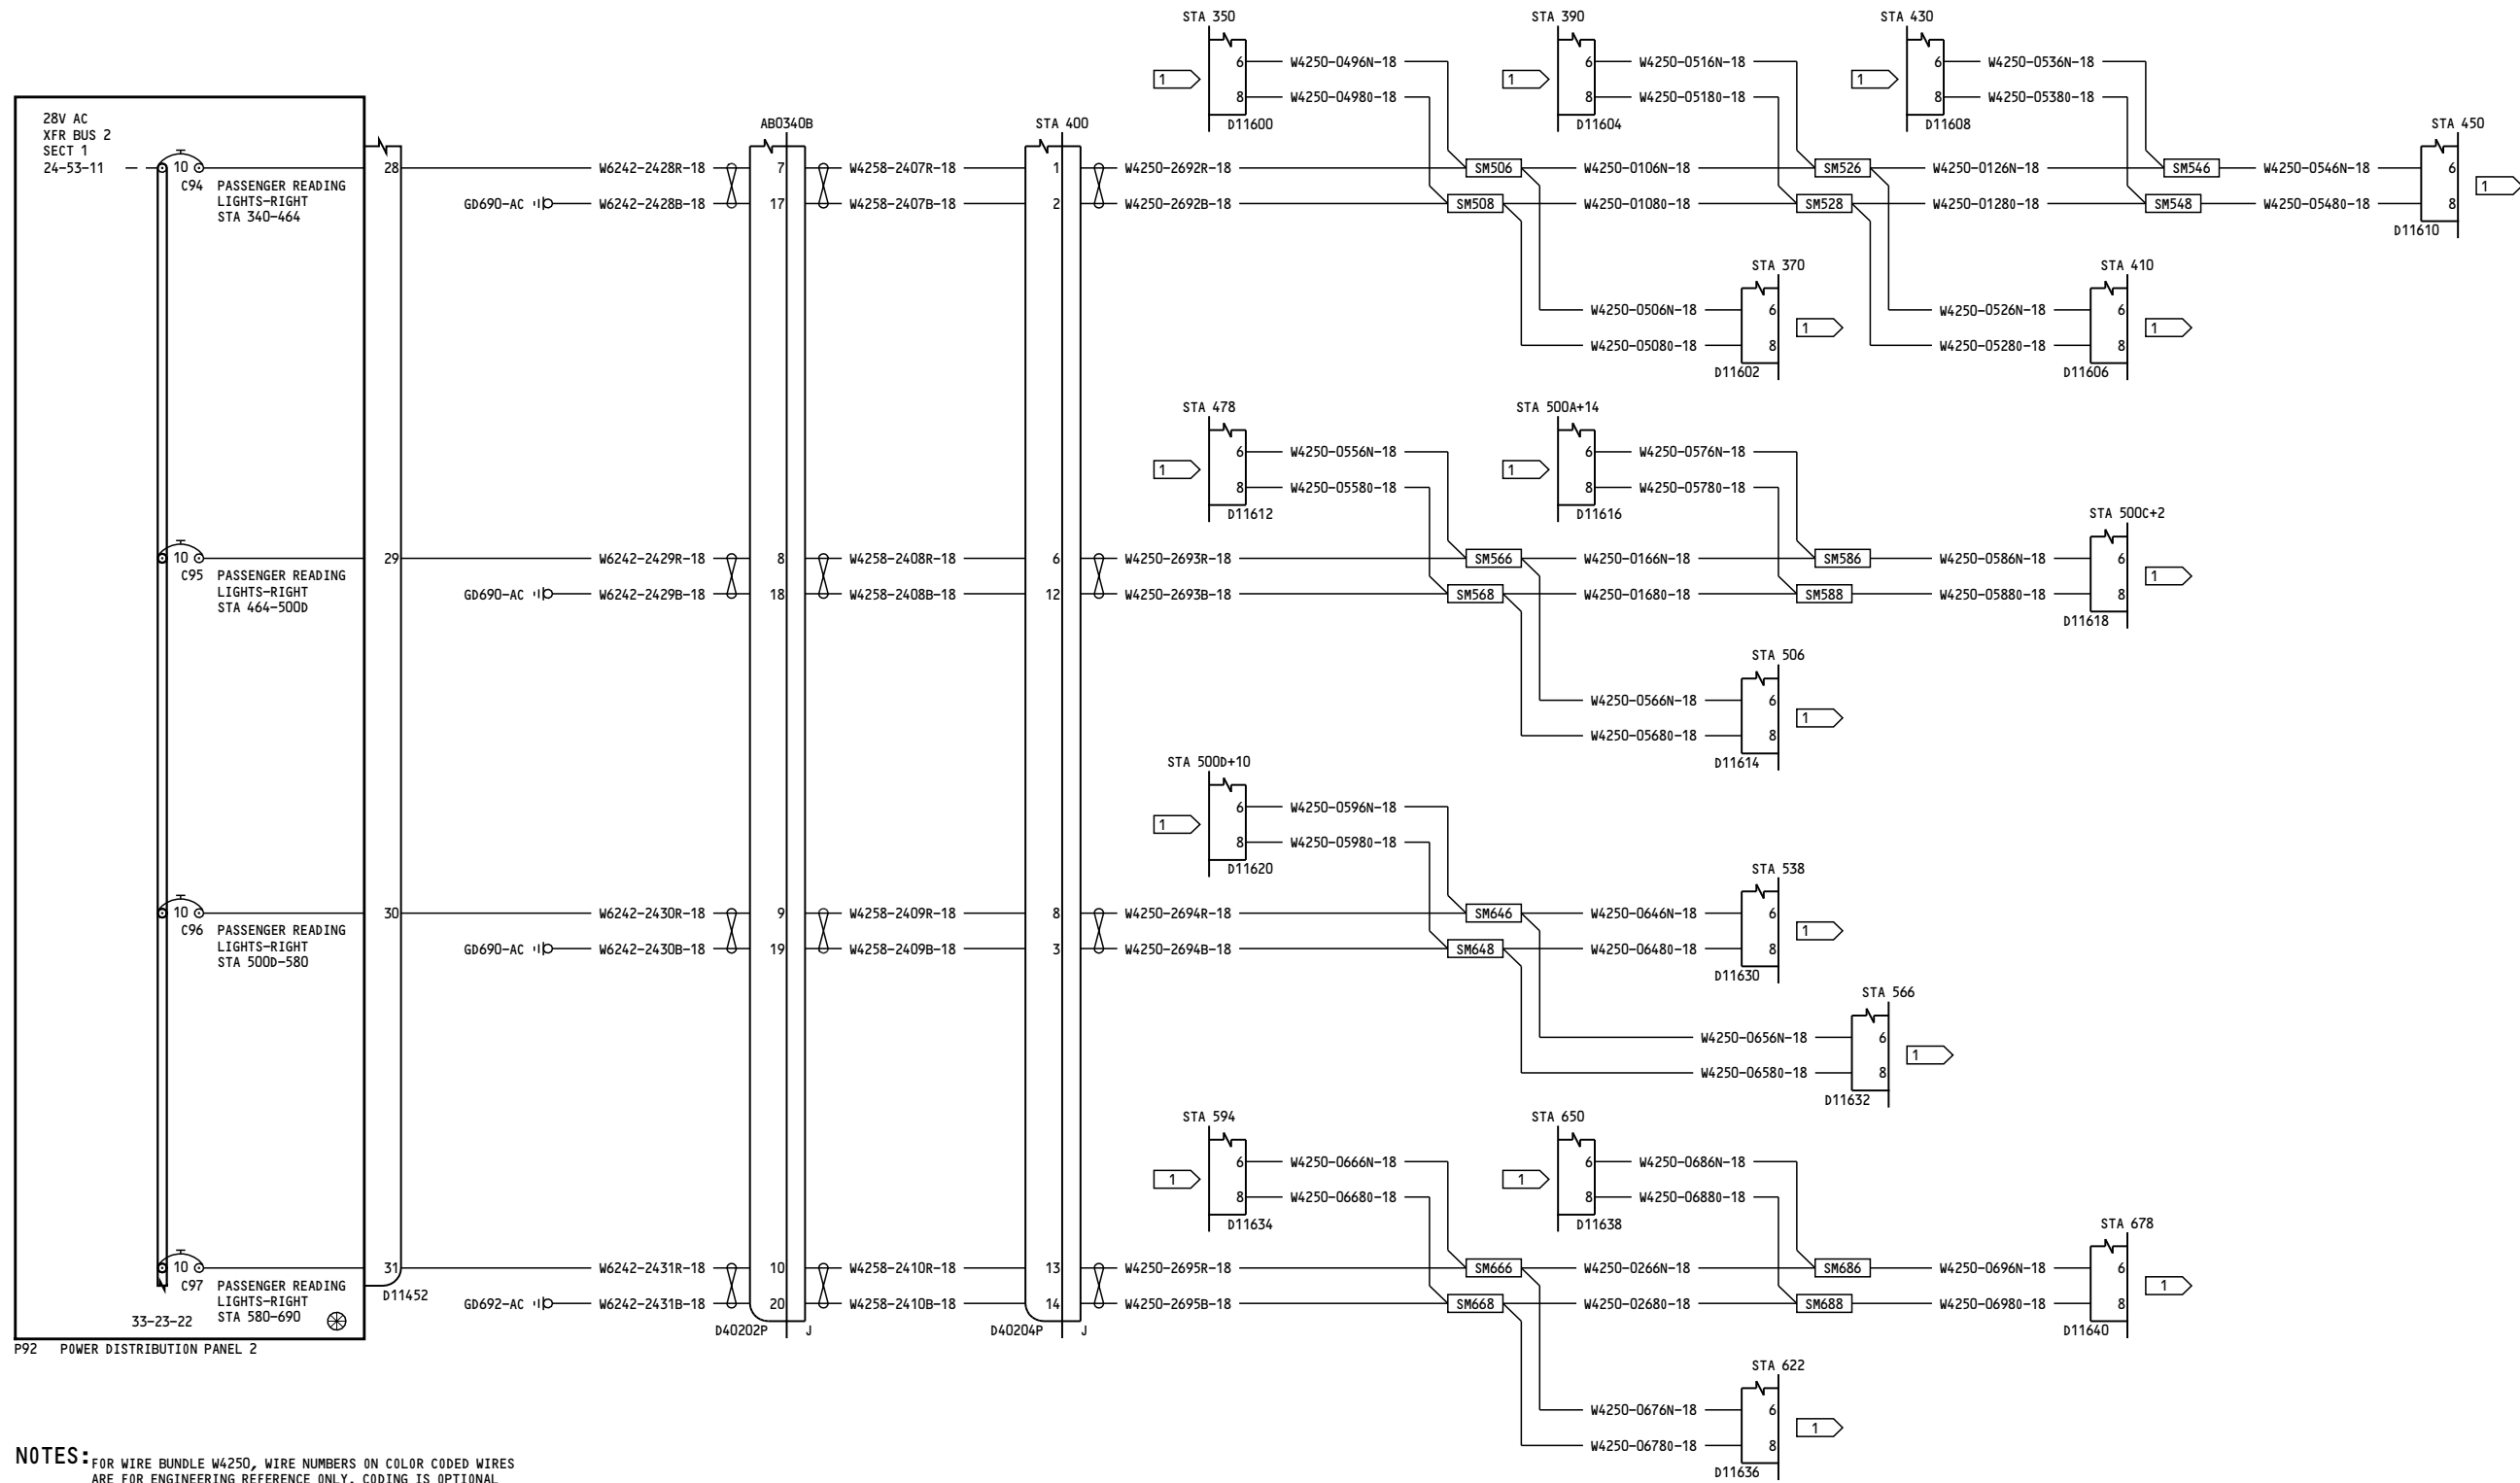 28V AC
XFR BUS 2
SECT 1
24-53-11
10
C94 PASSENGER READING
LIGHTS-RIGHT
STA 340-464
28
W6242-2428R-18
GD690-AC
W6242-2428B-18
AB0340B
7
17
W4258-2407R-18
W4258-2407B-18
STA 400
1
2
W4250-2692R-18
W4250-2692B-18
STA 350
1
6
8
D11600
W4250-0496N-18
W4250-0498O-18
SM506
SM508
W4250-0106N-18
W4250-0108O-18
STA 390
1
6
8
D11604
W4250-0516N-18
W4250-0518O-18
SM526
SM528
W4250-0126N-18
W4250-0128O-18
STA 430
1
6
8
D11608
W4250-0536N-18
W4250-0538O-18
SM546
SM548
W4250-0546N-18
W4250-0548O-18
STA 450
6
8
D11610
1
STA 370
W4250-0506N-18
W4250-0508O-18
6
8
D11602
1
STA 410
W4250-0526N-18
W4250-0528O-18
6
8
D11606
1
10
C95 PASSENGER READING
LIGHTS-RIGHT
STA 464-500D
29
W6242-2429R-18
GD690-AC
W6242-2429B-18
8
18
W4258-2408R-18
W4258-2408B-18
6
12
W4250-2693R-18
W4250-2693B-18
STA 478
1
6
8
D11612
W4250-0556N-18
W4250-0558O-18
SM566
SM568
W4250-0166N-18
W4250-0168O-18
STA 500A+14
1
6
8
D11616
W4250-0576N-18
W4250-0578O-18
SM586
SM588
W4250-0586N-18
W4250-0588O-18
STA 500C+2
6
8
D11618
1
STA 506
W4250-0566N-18
W4250-0568O-18
6
8
D11614
1
10
C96 PASSENGER READING
LIGHTS-RIGHT
STA 500D-580
30
W6242-2430R-18
GD690-AC
W6242-2430B-18
9
19
W4258-2409R-18
W4258-2409B-18
8
3
W4250-2694R-18
W4250-2694B-18
STA 500D+10
1
6
8
D11620
W4250-0596N-18
W4250-0598O-18
SM646
SM648
W4250-0646N-18
W4250-0648O-18
STA 538
6
8
D11630
1
STA 566
W4250-0656N-18
W4250-0658O-18
6
8
D11632
1
10
C97 PASSENGER READING
LIGHTS-RIGHT
STA 580-690
33-23-22
31
D11452
W6242-2431R-18
GD692-AC
W6242-2431B-18
10
20
D40202P J
W4258-2410R-18
W4258-2410B-18
13
14
D40204P J
W4250-2695R-18
W4250-2695B-18
STA 594
1
6
8
D11634
W4250-0666N-18
W4250-0668O-18
SM666
SM668
W4250-0266N-18
W4250-0268O-18
STA 650
1
6
8
D11638
W4250-0686N-18
W4250-0688O-18
SM686
SM688
W4250-0696N-18
W4250-0698O-18
STA 678
6
8
D11640
1
STA 622
W4250-0676N-18
W4250-0678O-18
6
8
D11636
1
P92 POWER DISTRIBUTION PANEL 2
NOTES: FOR WIRE BUNDLE W4250, WIRE NUMBERS ON COLOR CODED WIRES
ARE FOR ENGINEERING REFERENCE ONLY. CODING IS OPTIONAL